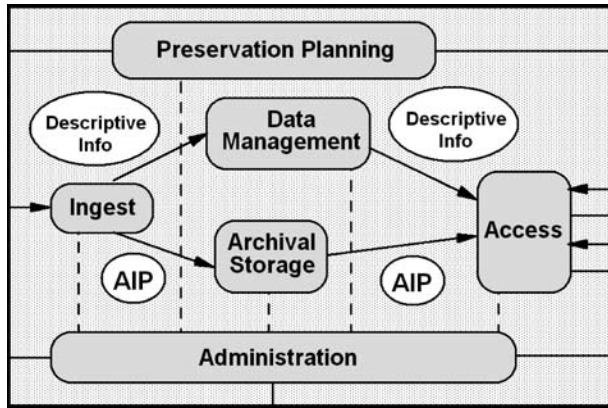 Preservation Planning
Descriptive
Info
Data
Management
Descriptive
Info
Ingest
Archival
Storage
Access
AIP
AIP
Administration